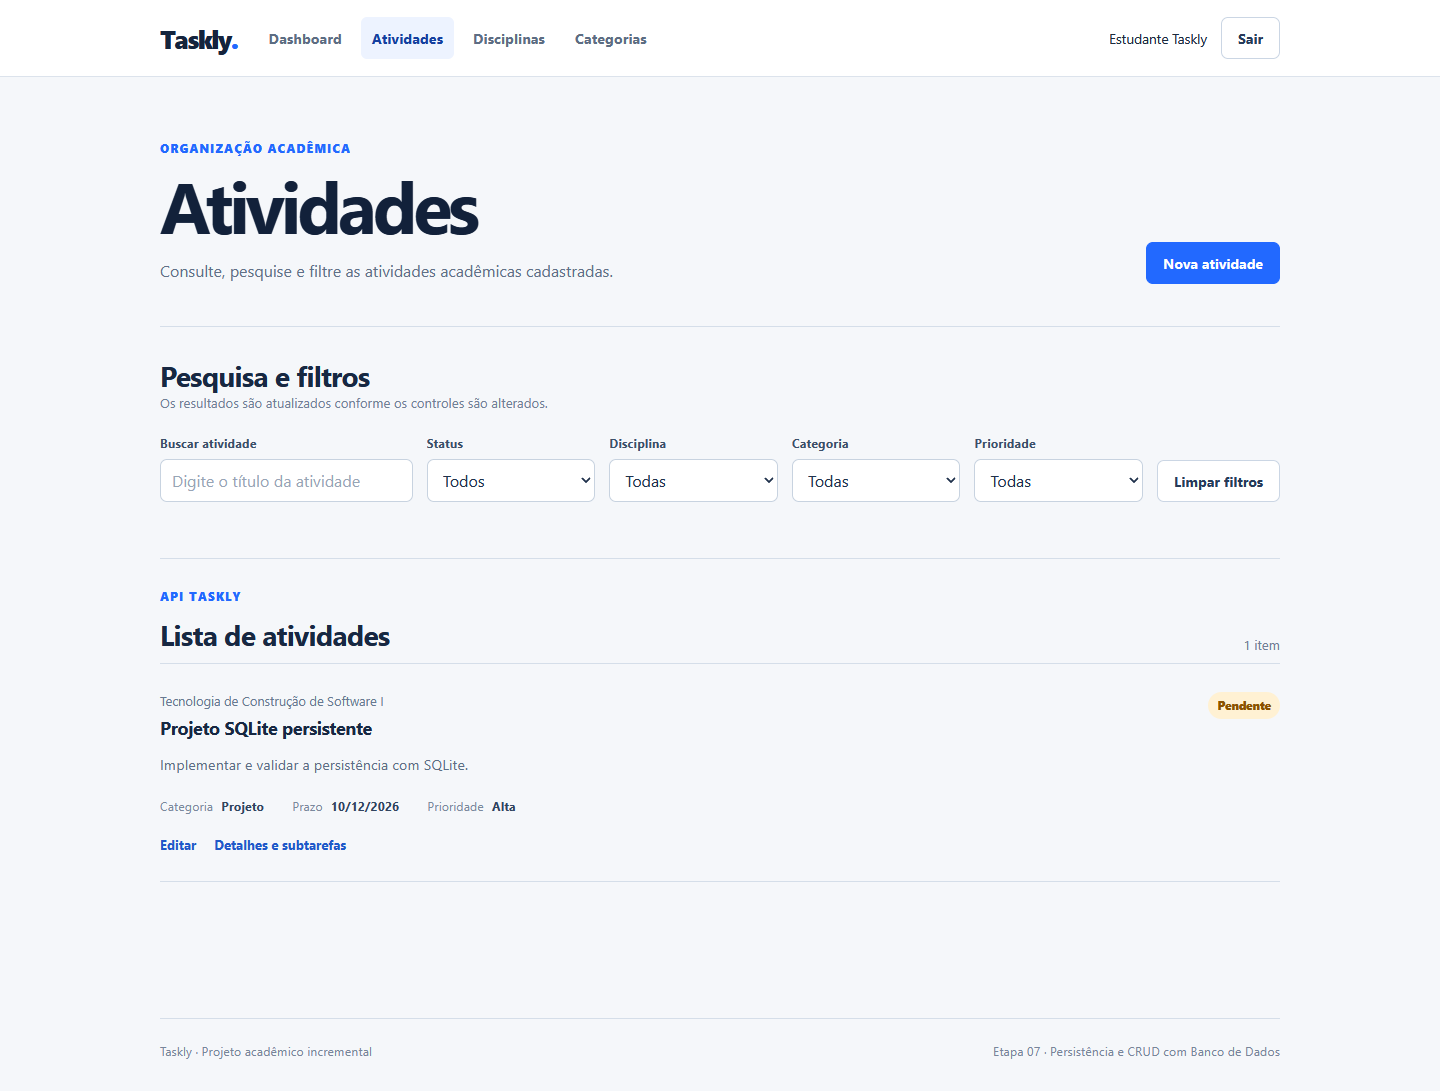 Taskly. Dashboard Atividades Disciplinas Categorias Estudante Taskly Sair
ORGANIZAÇÃO ACADÊMICA
Atividades
Consulte, pesquise e filtre as atividades acadêmicas cadastradas.
Nova atividade
Pesquisa e filtros
Os resultados são atualizados conforme os controles são alterados.
Buscar atividade Status Disciplina Categoria Prioridade
Digite o título da atividade Todos Todas Todas Todas Limpar filtros
API TASKLY
Lista de atividades
1 item
Tecnologia de Construção de Software I
Pendente
Projeto SQLite persistente
Implementar e validar a persistência com SQLite.
Categoria Projeto Prazo 10/12/2026 Prioridade Alta
Editar Detalhes e subtarefas
Taskly · Projeto acadêmico incremental Etapa 07 · Persistência e CRUD com Banco de Dados